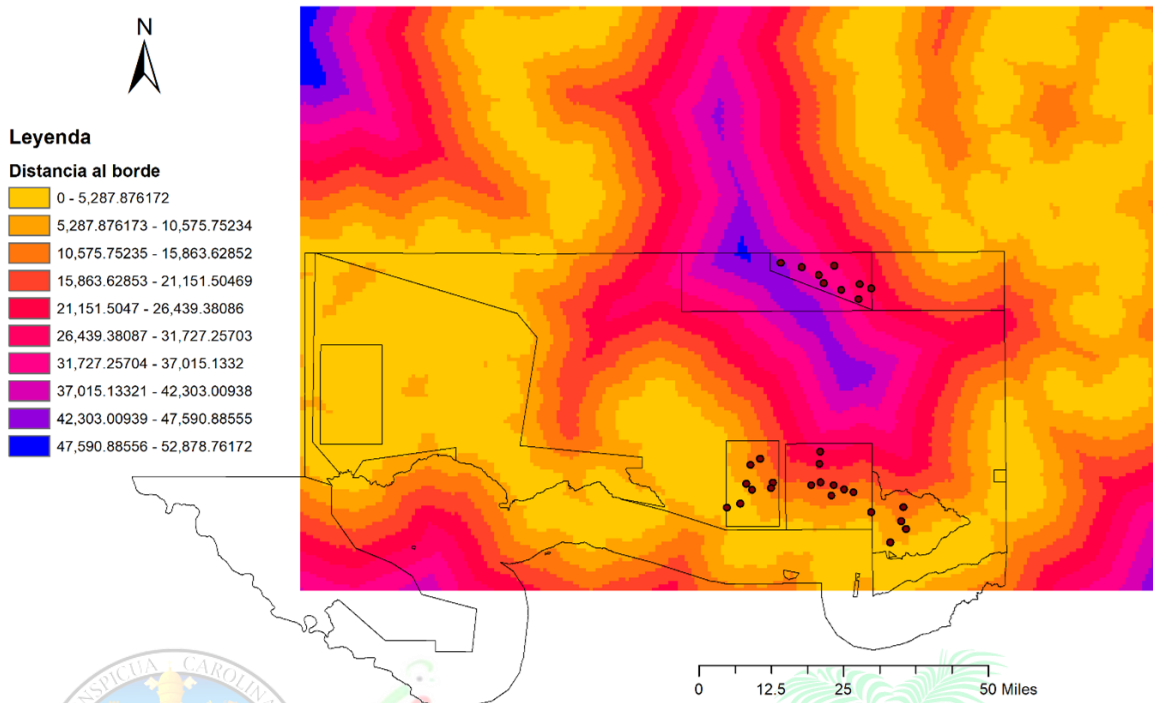 N
Leyenda
Distancia al borde
0 - 5,287.876172
5,287.876173 - 10,575.75234
10,575.75235 - 15,863.62852
15,863.62853 - 21,151.50469
21,151.5047 - 26,439.38086
26,439.38087 - 31,727.25703
31,727.25704 - 37,015.1332
37,015.13321 - 42,303.00938
42,303.00939 - 47,590.88555
47,590.88556 - 52,878.76172
0 12.5 25 50 Miles
NSPICUA CAROLIN